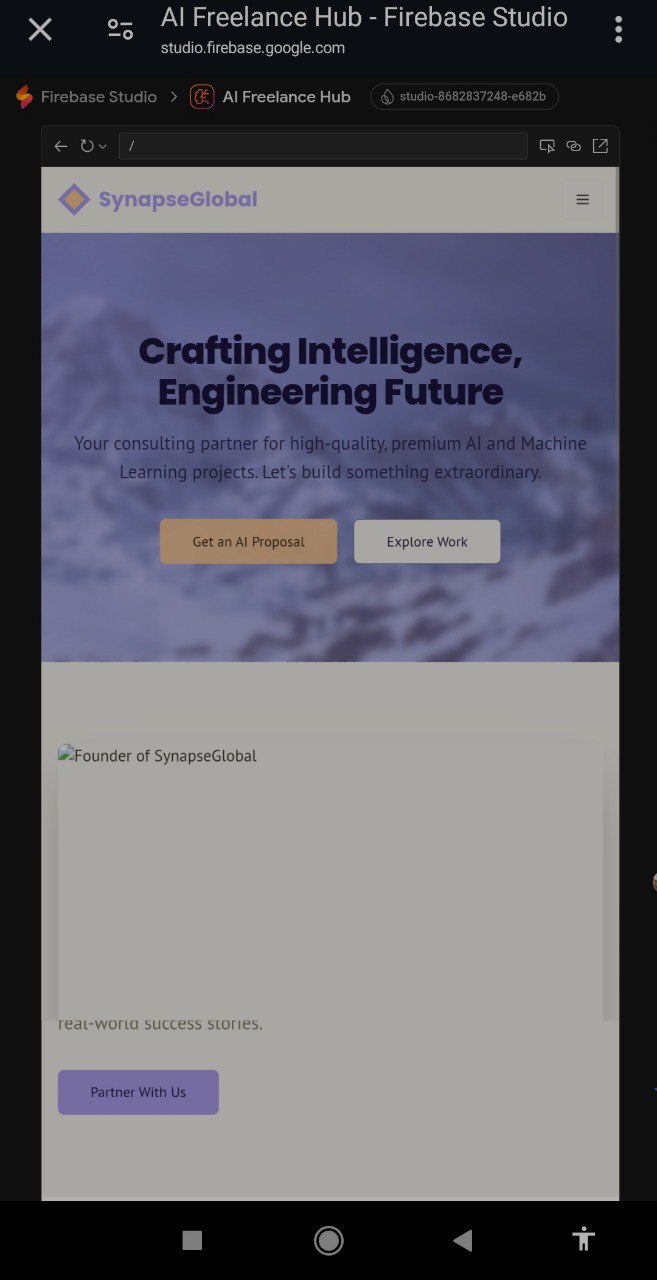 AI Freelance Hub - Firebase Studio
studio.firebase.google.com
Firebase Studio > AI Freelance Hub studio-8682837248-e682b
/
SynapseGlobal
Crafting Intelligence,
Engineering Future
Your consulting partner for high-quality, premium AI and Machine
Learning projects. Let's build something extraordinary.
Get an AI Proposal Explore Work
Founder of SynapseGlobal
real-world success stories.
Partner With Us